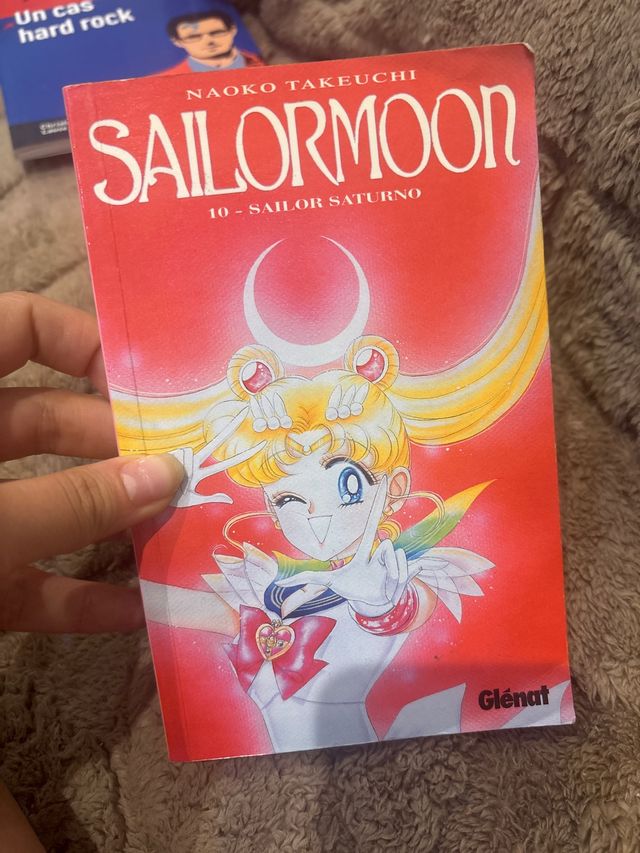 Un cas
hard rock
NAOKO TAKEUCHI
SAILORMOON
10 - SAILOR SATURNO
Glénat